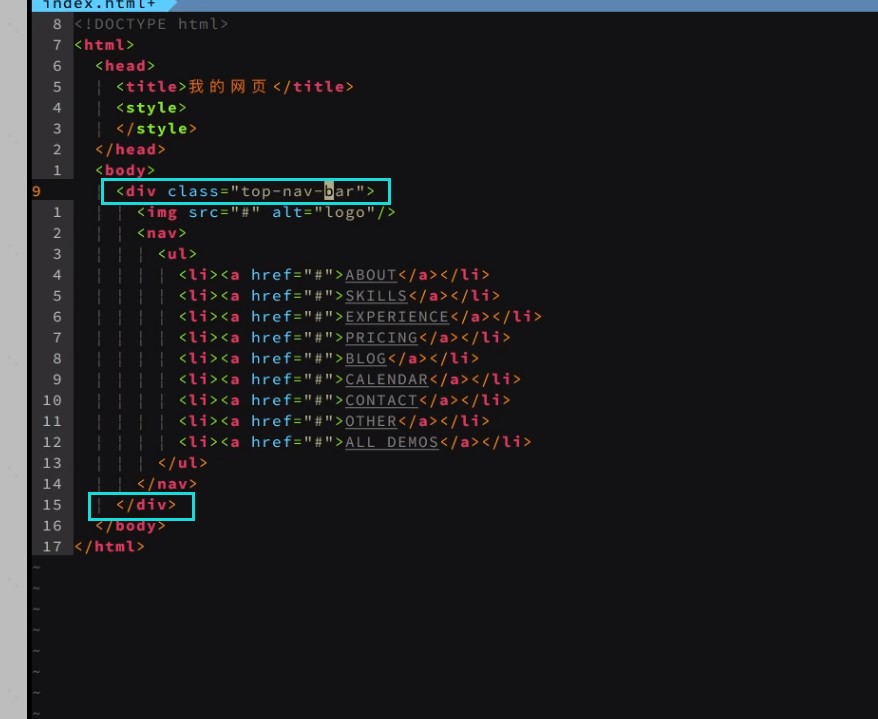 index.html+
8 <!DOCTYPE html>
7 <html>
6 <head>
5 <title>我的网页</title>
4 <style>
3 </style>
2 </head>
1 <body>
9 <div class="top-nav-bar">
1 <img src="#" alt="logo"/>
2 <nav>
3 <ul>
4 <li><a href="#">ABOUT</a></li>
5 <li><a href="#">SKILLS</a></li>
6 <li><a href="#">EXPERIENCE</a></li>
7 <li><a href="#">PRICING</a></li>
8 <li><a href="#">BLOG</a></li>
9 <li><a href="#">CALENDAR</a></li>
10 <li><a href="#">CONTACT</a></li>
11 <li><a href="#">OTHER</a></li>
12 <li><a href="#">ALL DEMOS</a></li>
13 </ul>
14 </nav>
15 </div>
16 </body>
17 </html>
~
~
~
~
~
~
~
~